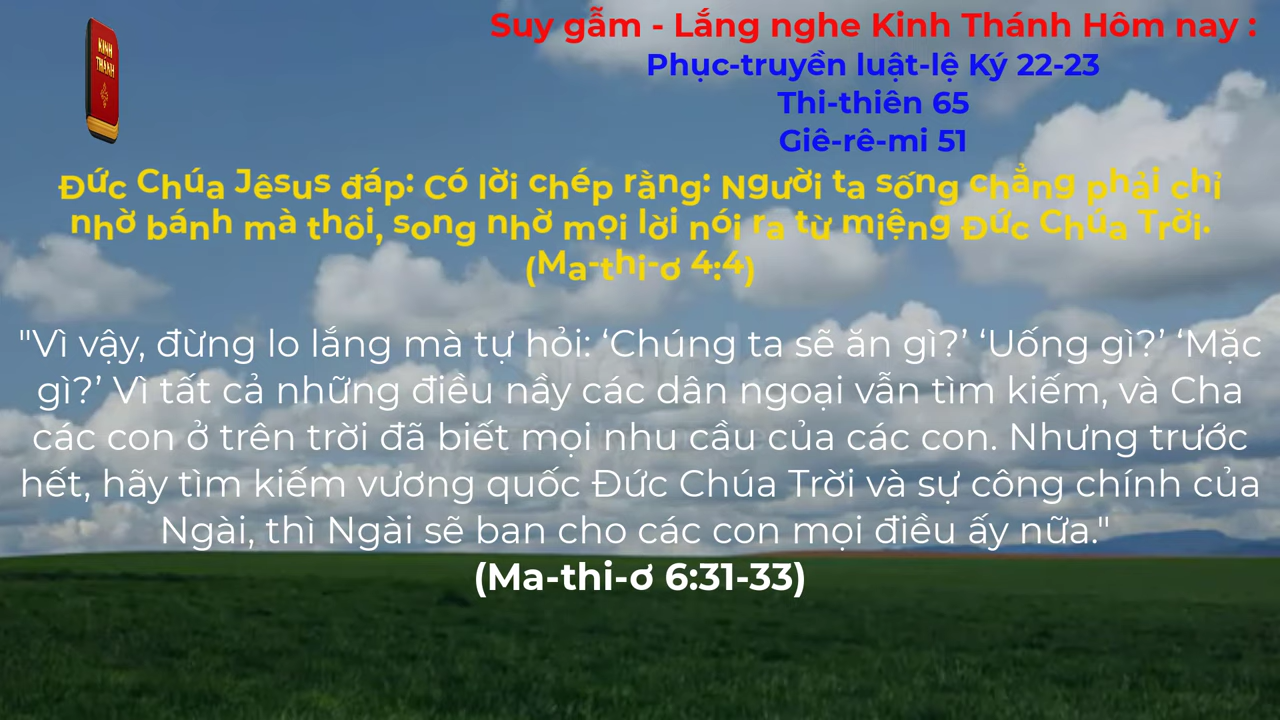 KINH
THÁNH
Suy gẫm - Lắng nghe Kinh Thánh Hôm nay :
Phục-truyền luật-lệ Ký 22-23
Thi-thiên 65
Giê-rê-mi 51
Đức Chúa Jêsus đáp: Có lời chép rằng: Người ta sống chẳng phải chỉ
nhờ bánh mà thôi, song nhờ mọi lời nói ra từ miệng Đức Chúa Trời.
(Ma-thi-ơ 4:4)
"Vì vậy, đừng lo lắng mà tự hỏi: ‘Chúng ta sẽ ăn gì?’ ‘Uống gì?’ ‘Mặc
gì?’ Vì tất cả những điều nầy các dân ngoại vẫn tìm kiếm, và Cha
các con ở trên trời đã biết mọi nhu cầu của các con. Nhưng trước
hết, hãy tìm kiếm vương quốc Đức Chúa Trời và sự công chính của
Ngài, thì Ngài sẽ ban cho các con mọi điều ấy nữa."
(Ma-thi-ơ 6:31-33)